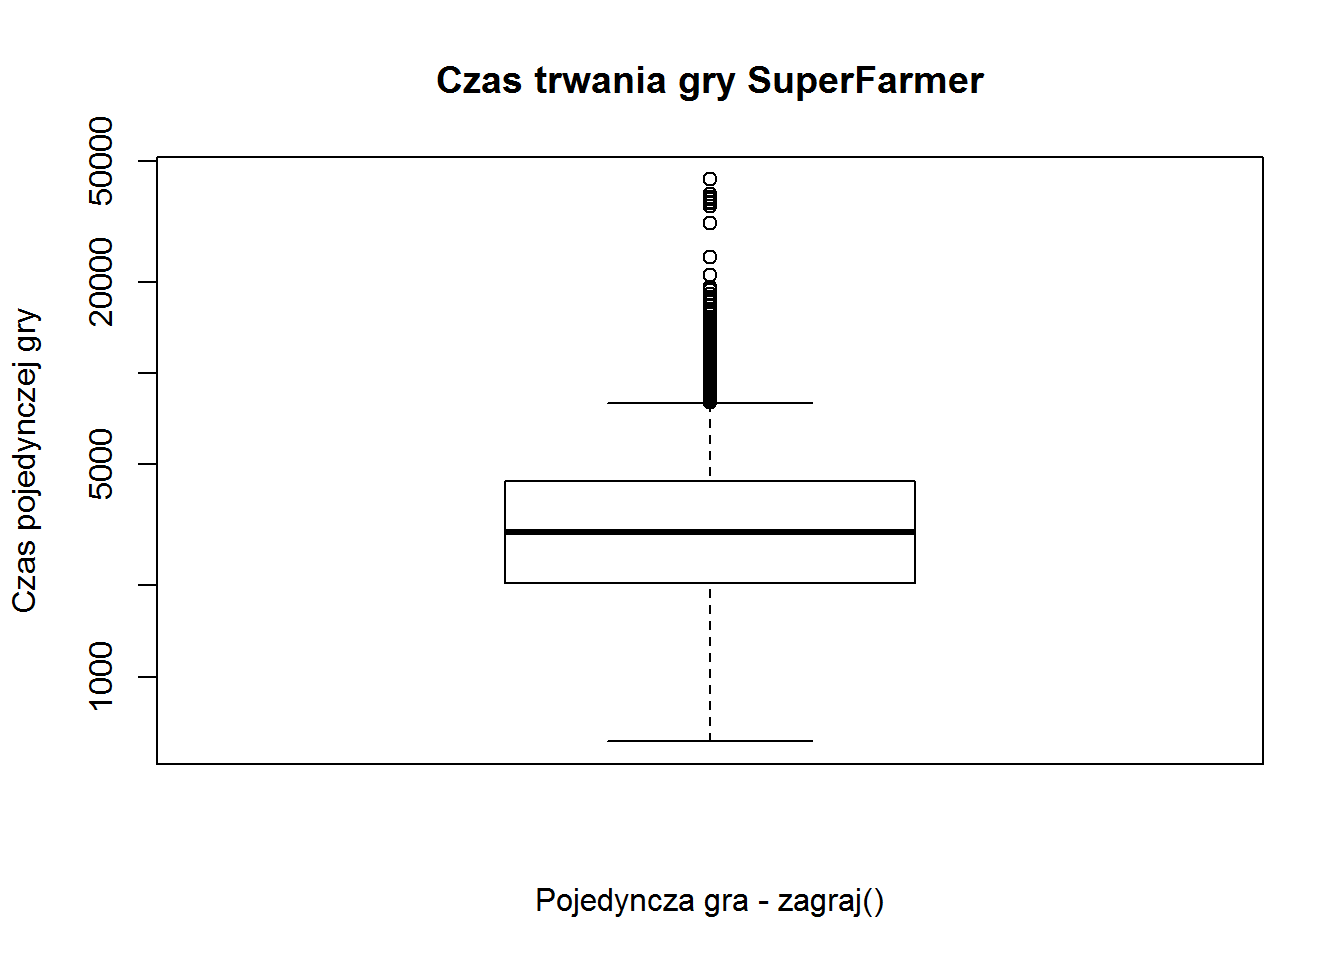 Czas trwania gry SuperFarmer
Czas pojedynczej gry
50000
20000
5000
1000
Pojedyncza gra - zagraj()